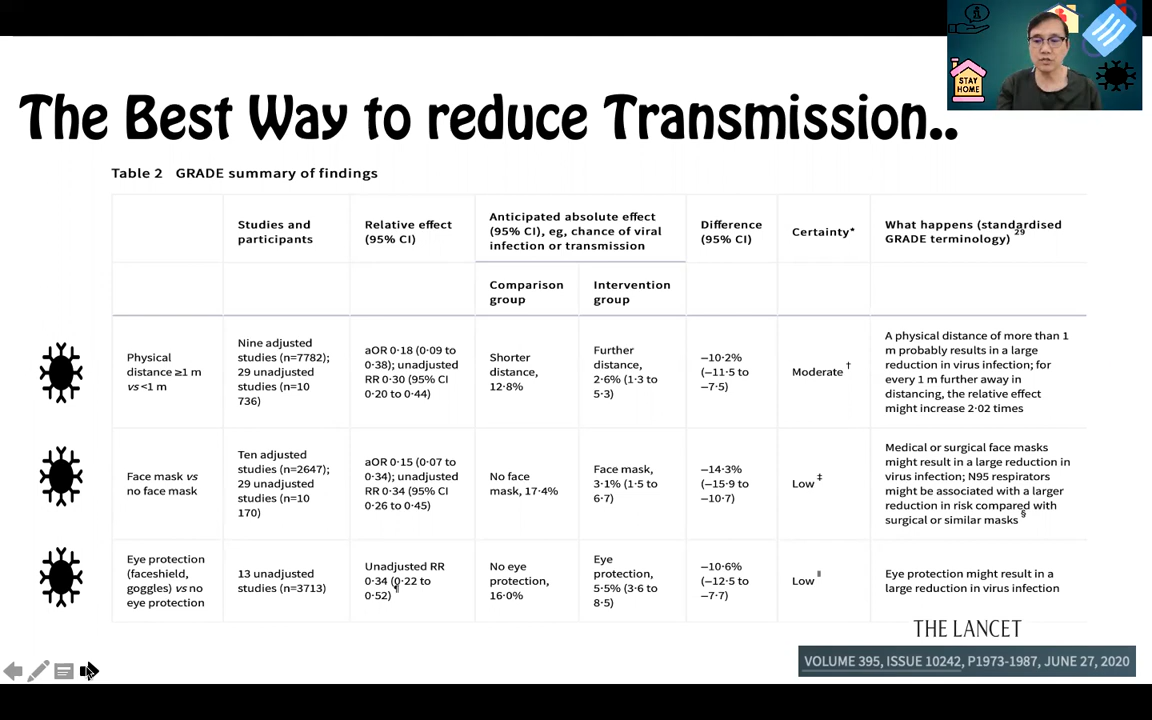 STAY
HOME
The Best Way to reduce Transmission..
Table 2 GRADE summary of findings
Studies and
participants
Relative effect
(95% CI)
Anticipated absolute effect
(95% CI), eg, chance of viral
infection or transmission
Difference
(95% CI)
Certainty*
What happens (standardised
GRADE terminology) 29
Comparison
group
Intervention
group
Physical
distance ≥1 m
vs <1 m
Nine adjusted
studies (n=7782);
29 unadjusted
studies (n=10
736)
aOR 0·18 (0·09 to
0·38); unadjusted
RR 0·30 (95% CI
0·20 to 0·44)
Shorter
distance,
12·8%
Further
distance,
2·6% (1·3 to
5·3)
−10·2%
(−11·5 to
−7·5)
Moderate †
A physical distance of more than 1
m probably results in a large
reduction in virus infection; for
every 1 m further away in
distancing, the relative effect
might increase 2·02 times
Face mask vs
no face mask
Ten adjusted
studies (n=2647);
29 unadjusted
studies (n=10
170)
aOR 0·15 (0·07 to
0·34); unadjusted
RR 0·34 (95% CI
0·26 to 0·45)
No face
mask, 17·4%
Face mask,
3·1% (1·5 to
6·7)
−14·3%
(−15·9 to
−10·7)
Low ‡
Medical or surgical face masks
might result in a large reduction in
virus infection; N95 respirators
might be associated with a larger
reduction in risk compared with
surgical or similar masks §
Eye protection
(faceshield,
goggles) vs no
eye protection
13 unadjusted
studies (n=3713)
Unadjusted RR
0·34 (0·22 to
0·52) ¶
No eye
protection,
16·0%
Eye
protection,
5·5% (3·6 to
8·5)
−10·6%
(−12·5 to
−7·7)
Low ‖
Eye protection might result in a
large reduction in virus infection
THE LANCET
VOLUME 395, ISSUE 10242, P1973-1987, JUNE 27, 2020